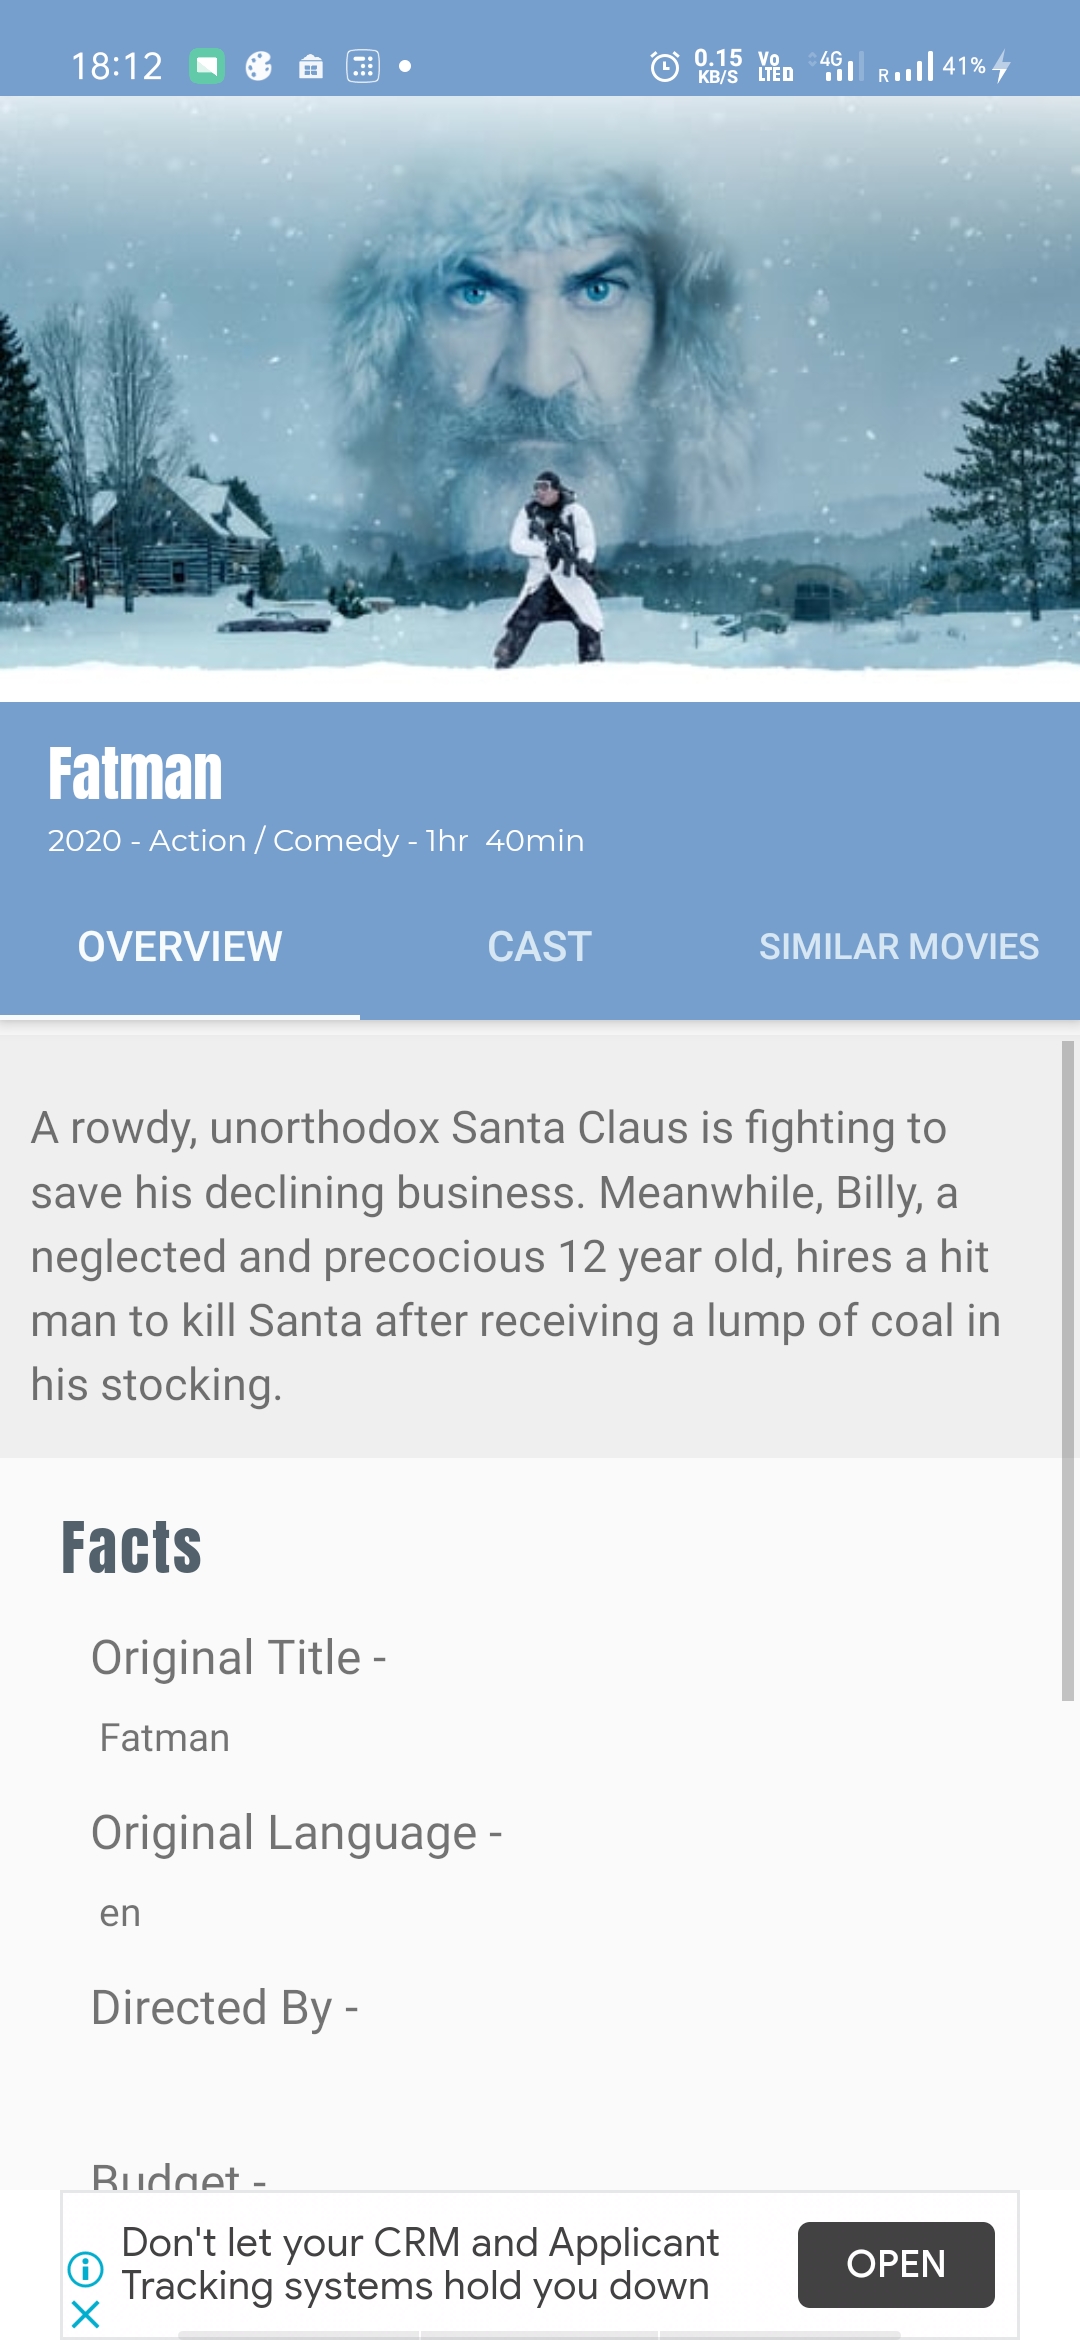 18:12
0.15
KB/S
Vo
LTE
4G
R
41%
Fatman
2020 - Action / Comedy - 1hr  40min
OVERVIEW
CAST
SIMILAR MOVIES
A rowdy, unorthodox Santa Claus is fighting to
save his declining business. Meanwhile, Billy, a
neglected and precocious 12 year old, hires a hit
man to kill Santa after receiving a lump of coal in
his stocking.
Facts
Original Title -
Fatman
Original Language -
en
Directed By -
Budget -
Don't let your CRM and Applicant
Tracking systems hold you down
OPEN